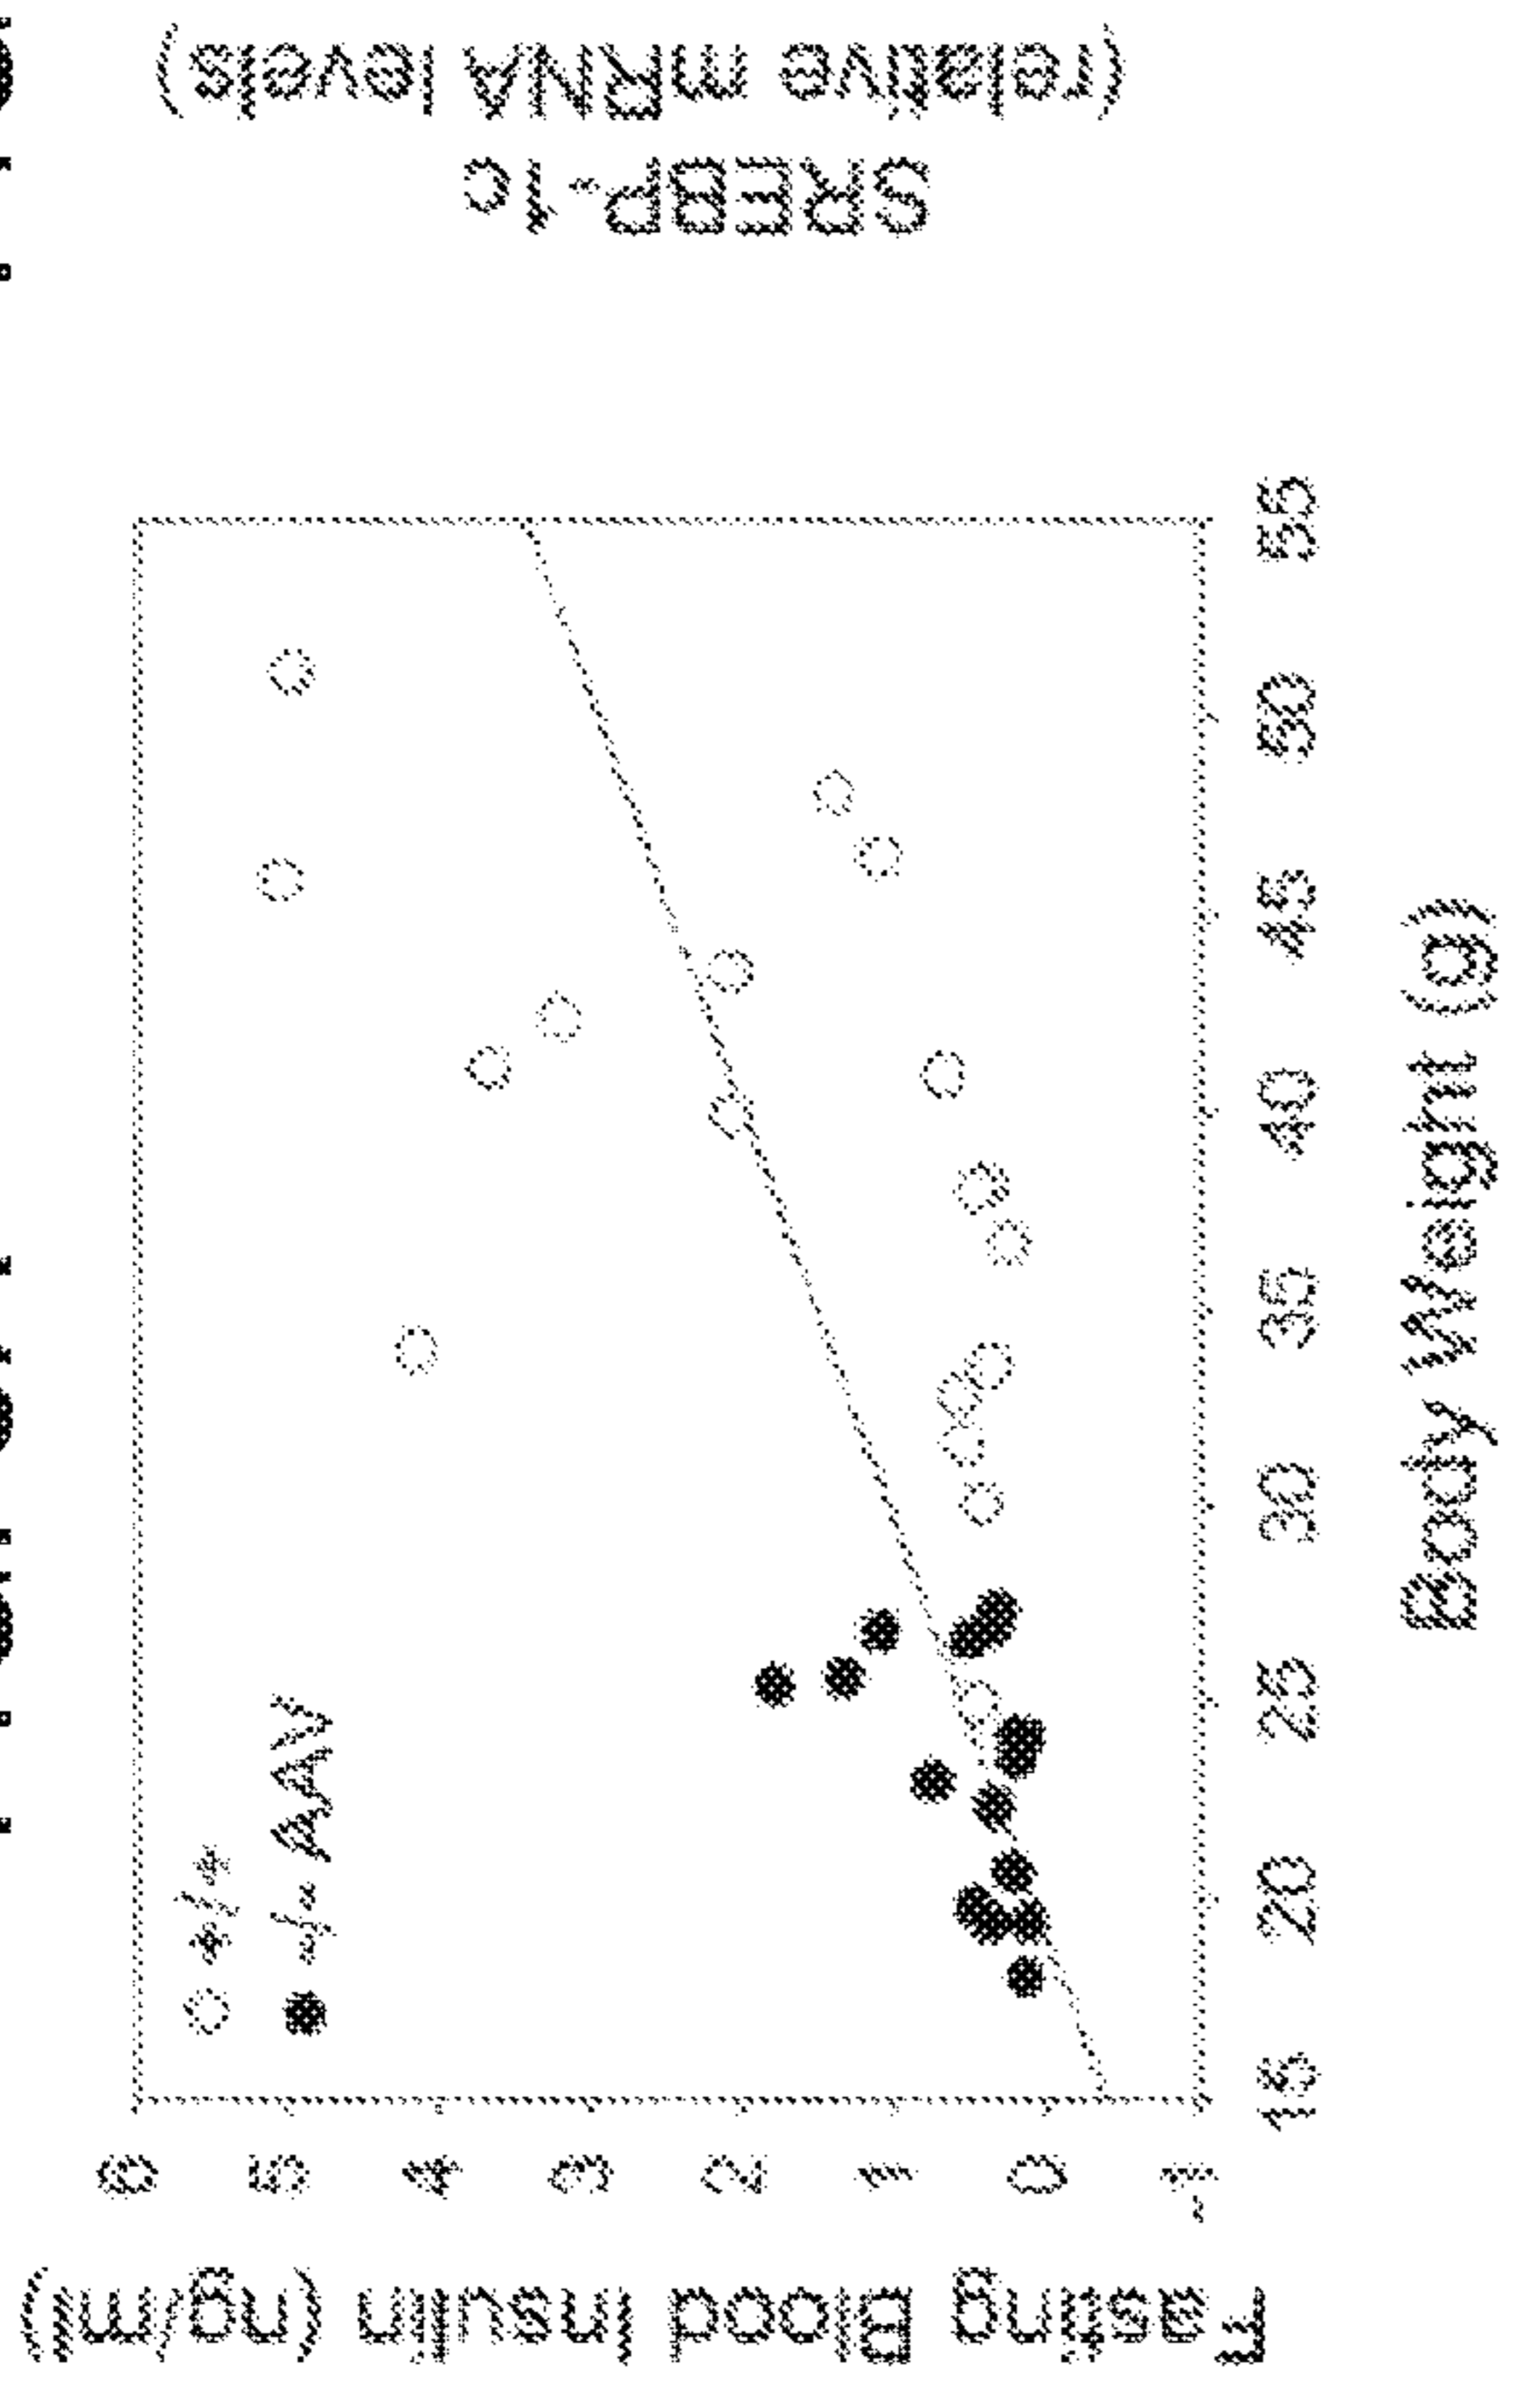 +/+
-/- AAV
6
5
4
3
2
1
0
-1
15 20 25 30 35 40 45 50 55
Fasting Blood Insulin (ng/ml)
Body Weight (g)
SREBP-1c
(relative mRNA levels)